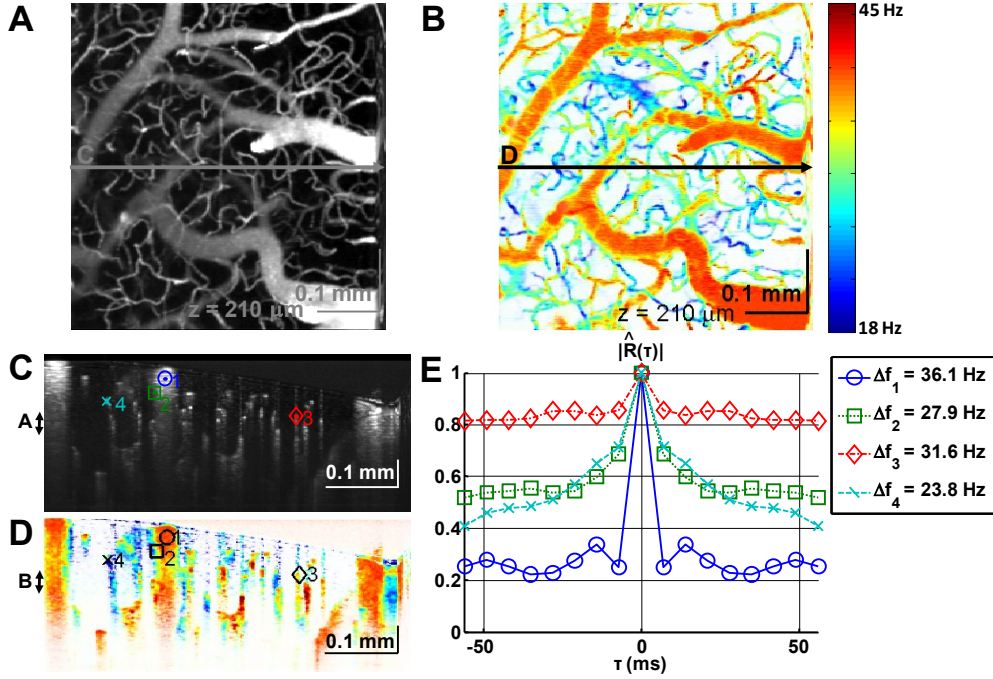 A
C
0.1 mm
z = 210 µm
B
D
0.1 mm
z = 210 µm
45 Hz
18 Hz
C
A
1
2
3
4
0.1 mm
D
B
1
2
3
4
0.1 mm
E
|R̂(τ)|
1
0.8
0.6
0.4
0.2
0
-50
0
50
τ (ms)
Δf1 = 36.1 Hz
Δf2 = 27.9 Hz
Δf3 = 31.6 Hz
Δf4 = 23.8 Hz